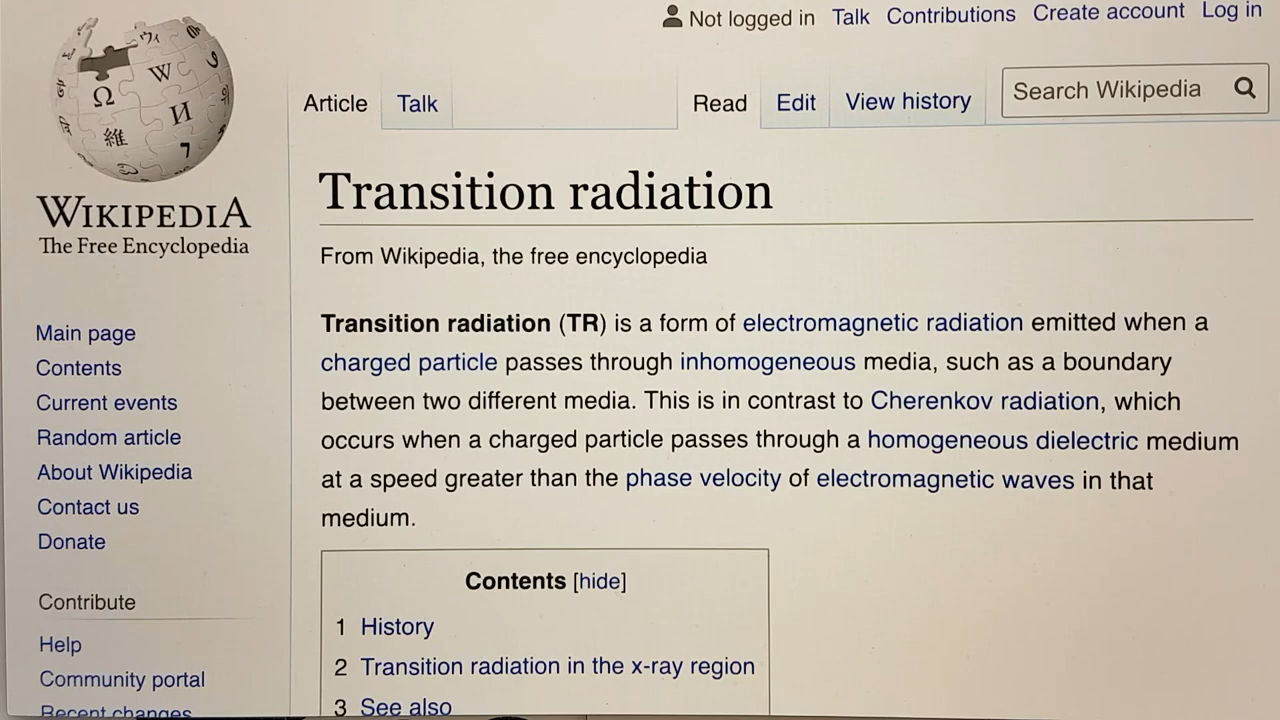 Not logged in Talk Contributions Create account Log in
Article Talk Read Edit View history Search Wikipedia
Ω W И 維 ウィ
WIKIPEDIA
The Free Encyclopedia
Main page
Contents
Current events
Random article
About Wikipedia
Contact us
Donate
Contribute
Help
Community portal
Recent changes
Transition radiation
From Wikipedia, the free encyclopedia
Transition radiation (TR) is a form of electromagnetic radiation emitted when a
charged particle passes through inhomogeneous media, such as a boundary
between two different media. This is in contrast to Cherenkov radiation, which
occurs when a charged particle passes through a homogeneous dielectric medium
at a speed greater than the phase velocity of electromagnetic waves in that
medium.
Contents [hide]
1 History
2 Transition radiation in the x-ray region
3 See also